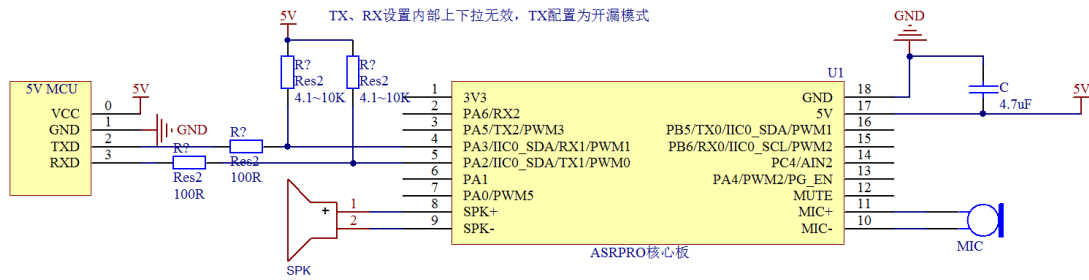 TX、RX设置内部上下拉无效，TX配置为开漏模式
5V
GND
R?
Res2
4.1~10K
R?
Res2
4.1~10K
U1
5V MCU
5V
VCC 0
GND 1
GND
TXD 2
RXD 3
R?
Res2
100R
R?
Res2
100R
1 3V3
2 PA6/RX2
3 PA5/TX2/PWM3
4 PA3/IIC0_SDA/RX1/PWM1
5 PA2/IIC0_SDA/TX1/PWM0
6 PA1
7 PA0/PWM5
8 SPK+
9 SPK-
GND 18
5V 17
PB5/TX0/IIC0_SDA/PWM1 16
PB6/RX0/IIC0_SCL/PWM2 15
PC4/AIN2 14
PA4/PWM2/PG_EN 13
MUTE 12
MIC+ 11
MIC- 10
C
4.7uF
5V
+
1
2
SPK
MIC
ASRPRO核心板